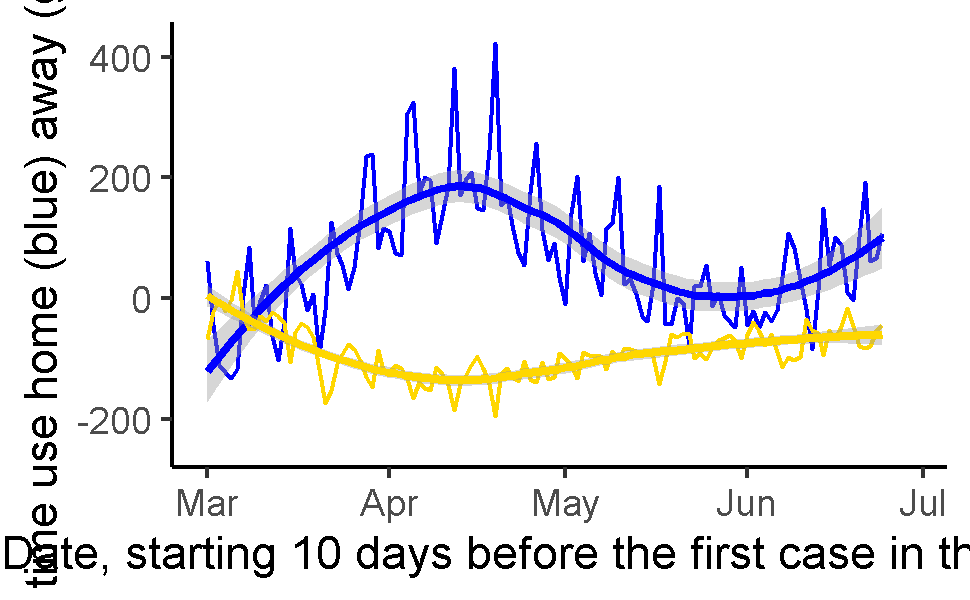 time use home (blue) away (
400
200
0
-200
Mar Apr May Jun Jul
Date, starting 10 days before the first case in